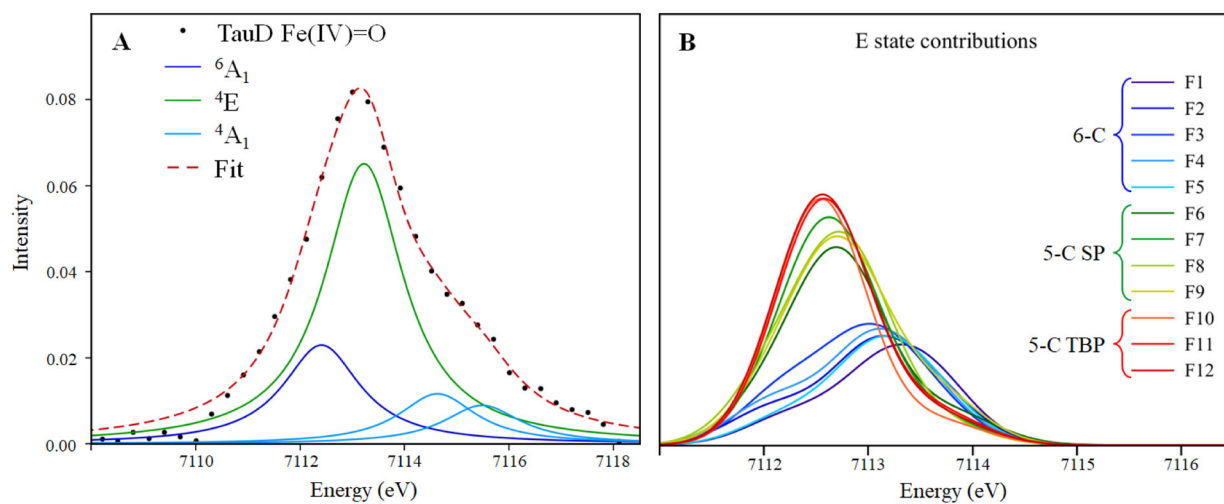 A
TauD Fe(IV)=O
⁶A₁
⁴E
⁴A₁
Fit
0.08
0.06
0.04
0.02
0.00
Intensity
7110
7112
7114
7116
7118
Energy (eV)
B
E state contributions
6-C
F1
F2
F3
F4
F5
5-C SP
F6
F7
F8
F9
5-C TBP
F10
F11
F12
7112
7113
7114
7115
7116
Energy (eV)